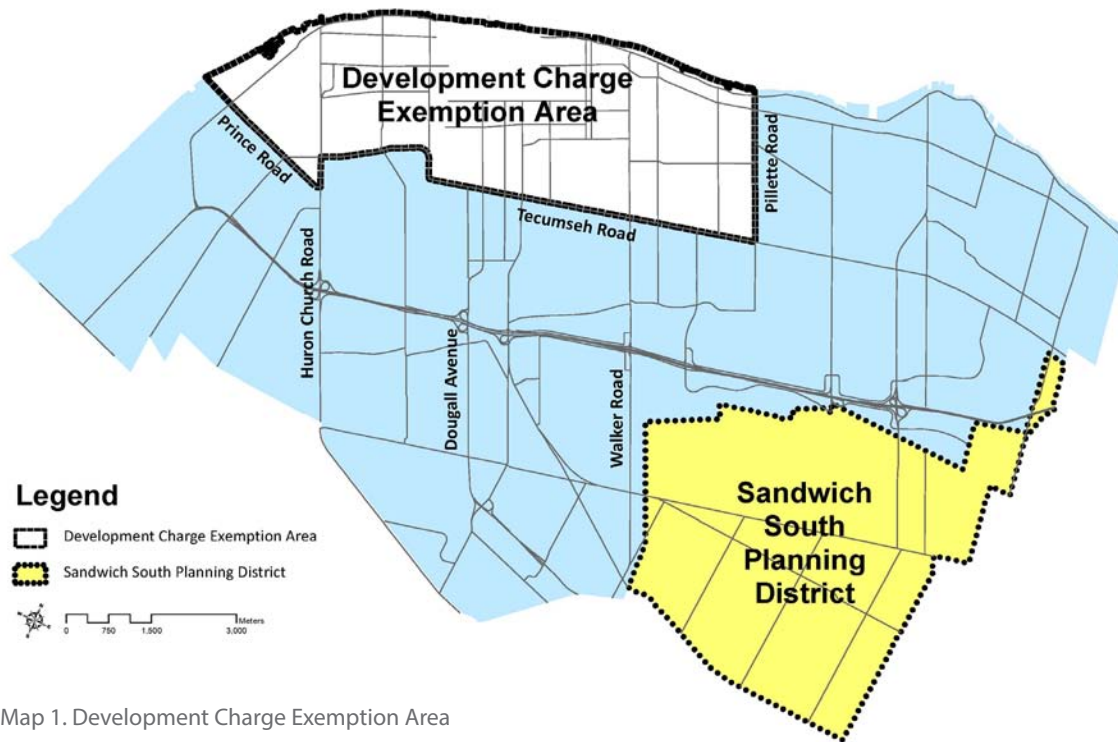 Development Charge
Exemption Area
Prince Road
Pillette Road
Tecumseh Road
Huron Church Road
Dougall Avenue
Walker Road
Sandwich
South
Planning
District
Legend
Development Charge Exemption Area
Sandwich South Planning District
0 750 1,500 3,000 Meters
Map 1. Development Charge Exemption Area